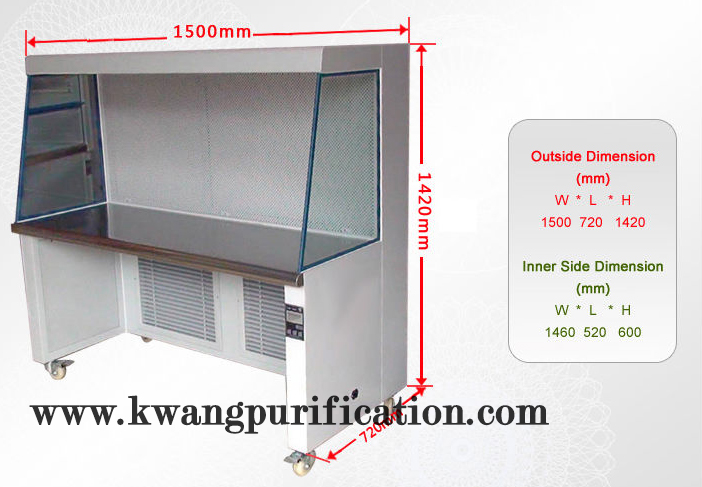 1500mm
1420mm
720mm
Outside Dimension
(mm)
W * L * H
1500 720 1420
Inner Side Dimension
(mm)
W * L * H
1460 520 600
www.kwangpurification.com